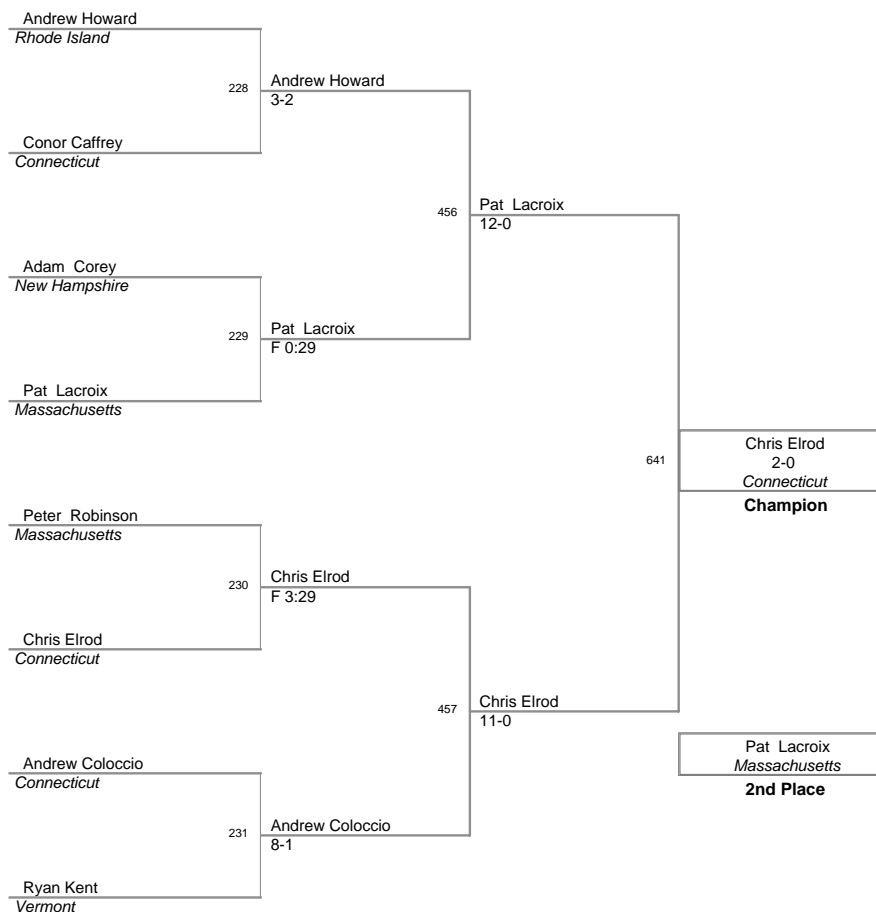 Andrew Howard
Rhode Island
228
Andrew Howard
3-2
Conor Caffrey
Connecticut
456
Pat Lacroix
12-0
Adam Corey
New Hampshire
229
Pat Lacroix
F 0:29
Pat Lacroix
Massachusetts
641
Chris Elrod
2-0
Connecticut
Champion
Peter Robinson
Massachusetts
230
Chris Elrod
F 3:29
Chris Elrod
Connecticut
457
Chris Elrod
11-0
Pat Lacroix
Massachusetts
2nd Place
Andrew Coloccio
Connecticut
231
Andrew Coloccio
8-1
Ryan Kent
Vermont